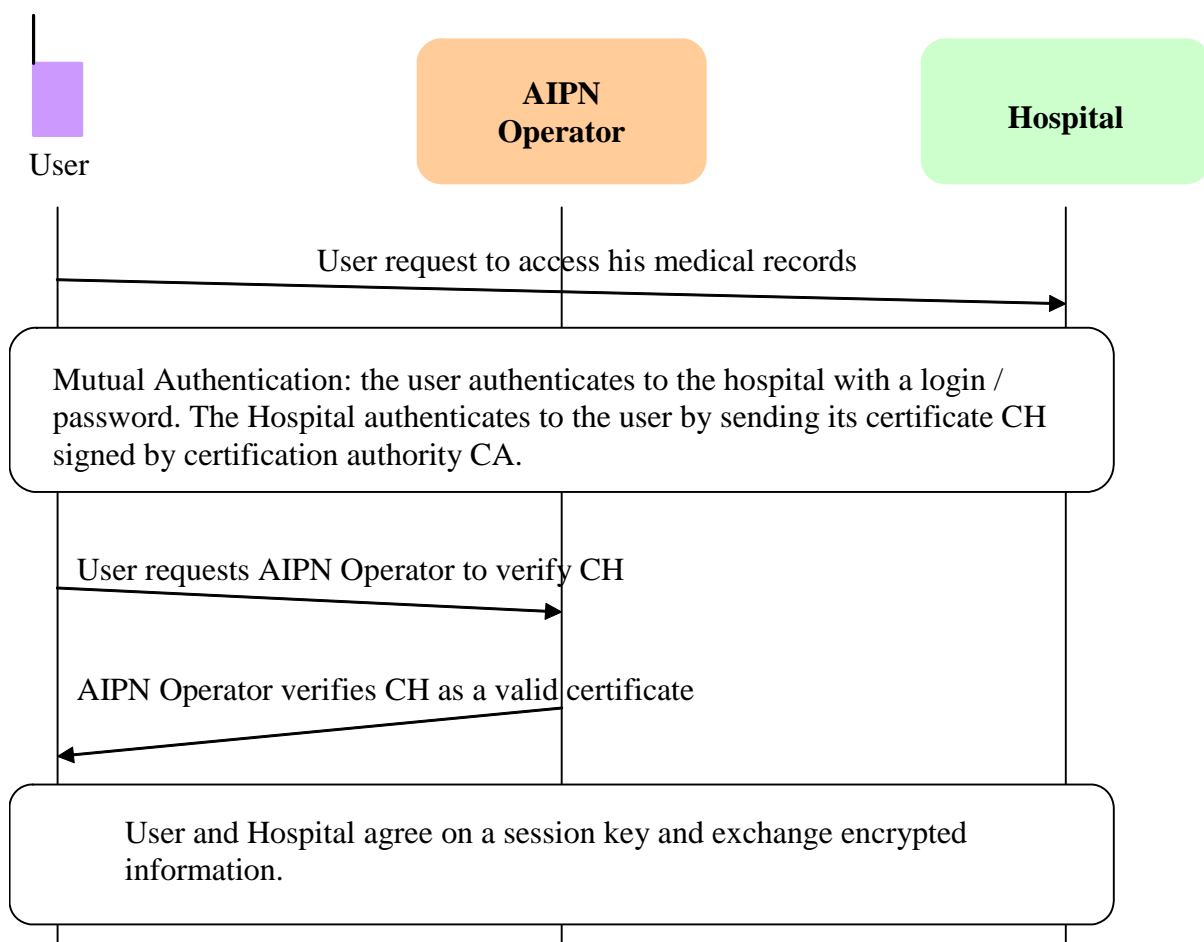 AIPN
Operator
Hospital
User
User request to access his medical records
Mutual Authentication: the user authenticates to the hospital with a login /
password. The Hospital authenticates to the user by sending its certificate CH
signed by certification authority CA.
User requests AIPN Operator to verify CH
AIPN Operator verifies CH as a valid certificate
User and Hospital agree on a session key and exchange encrypted
information.